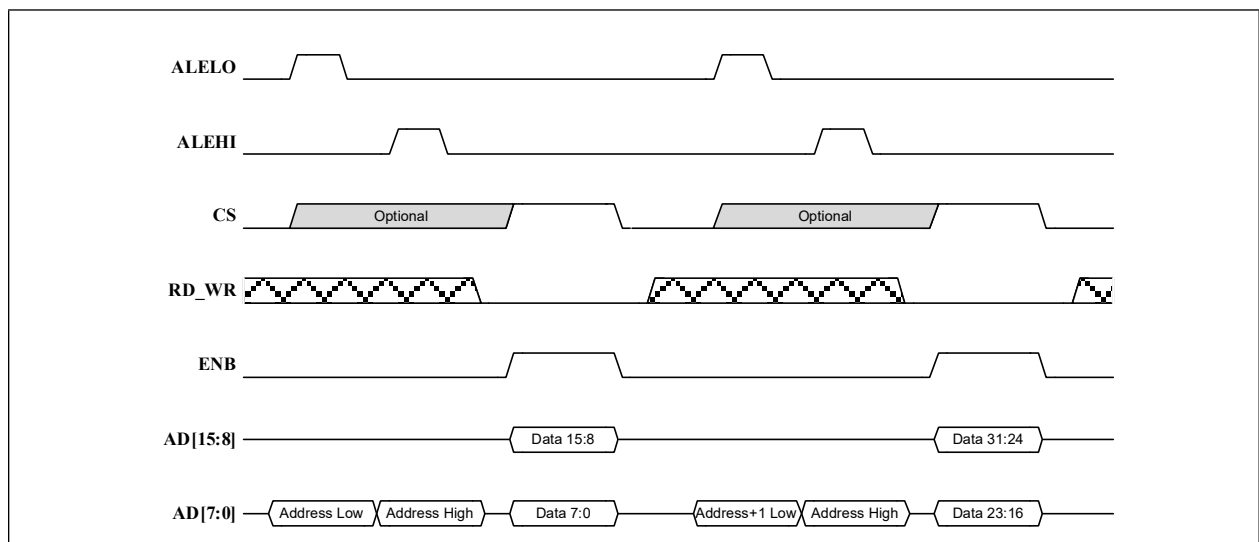 ALELO
ALEHI
CS Optional Optional
RD_WR
ENB
AD[15:8] Data 15:8 Data 31:24
AD[7:0] Address Low Address High Data 7:0 Address+1 Low Address High Data 23:16